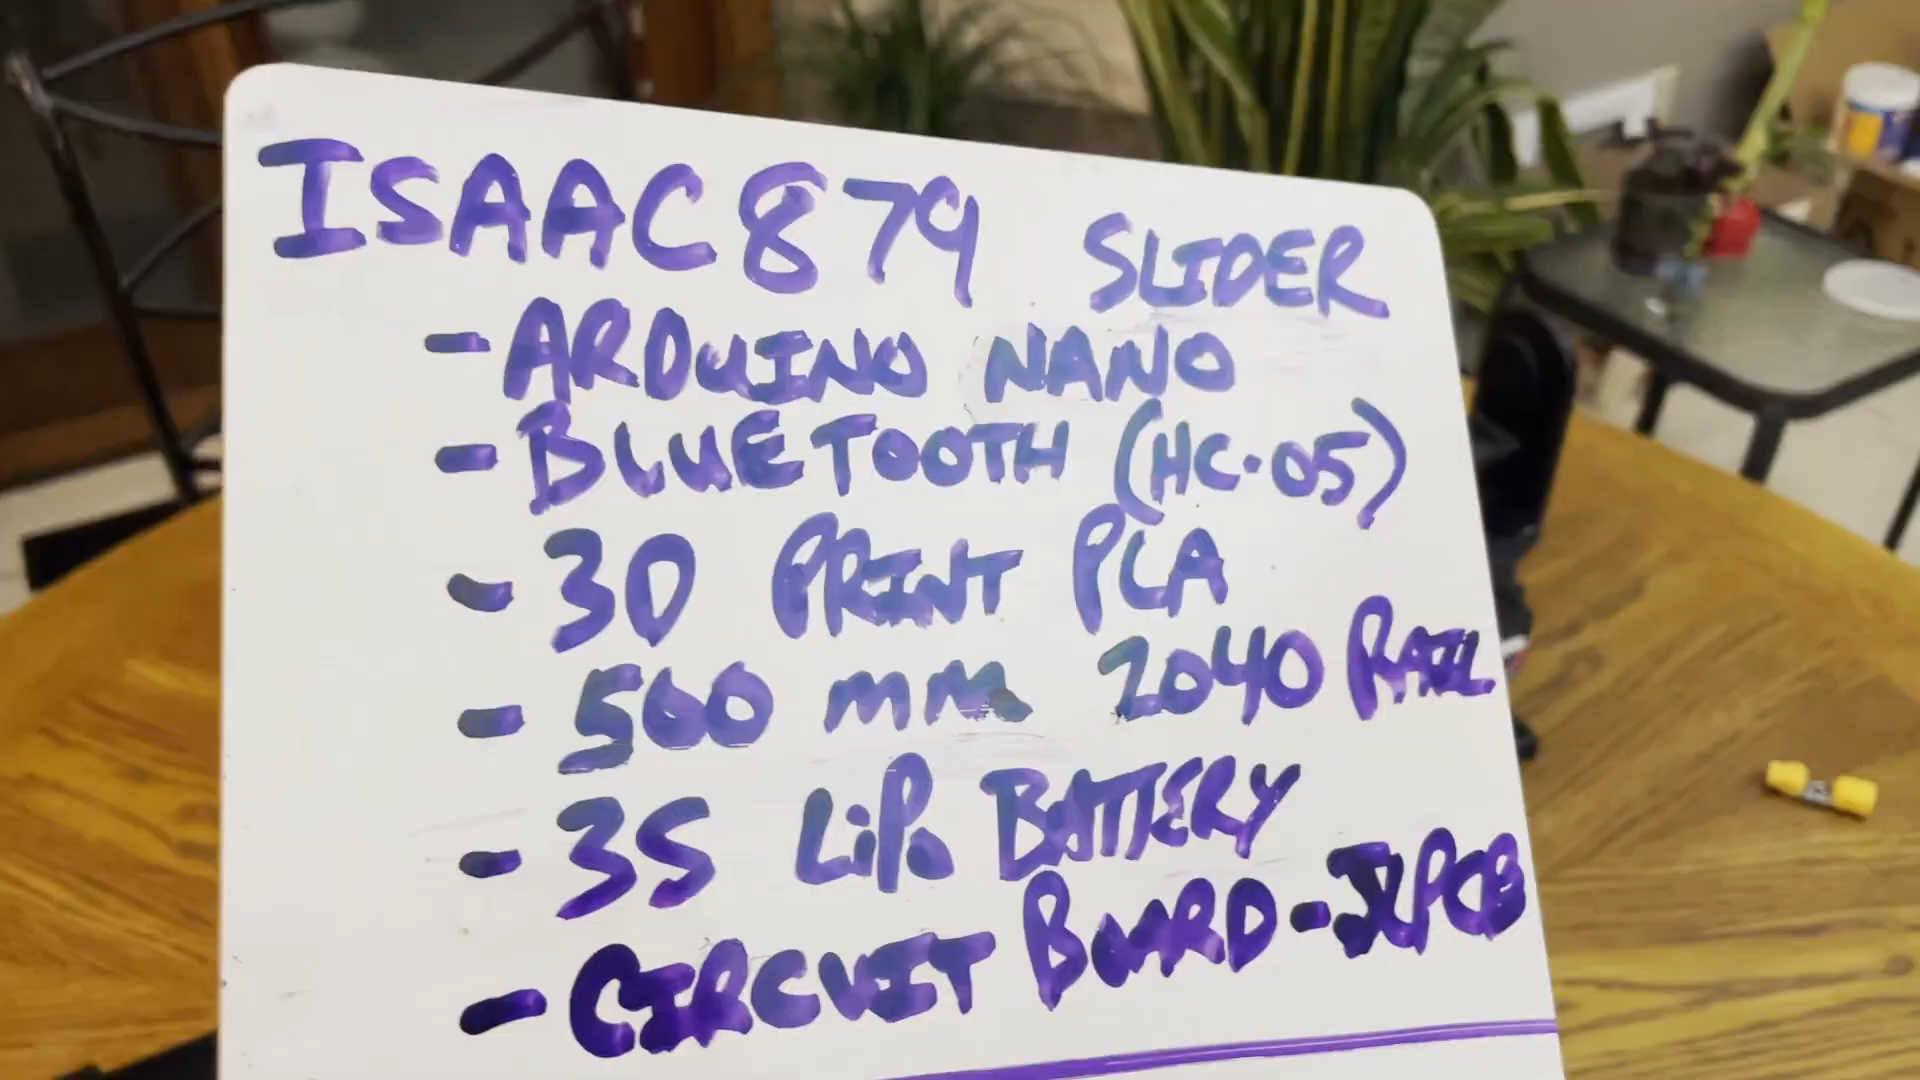 ISAAC879 SLIDER
- ARDUINO NANO
- BLUETOOTH (HC-05)
- 3D PRINT PLA
- 500 mm 2040 RAIL
- 3S LiPo BATTERY
- CIRCUIT BOARD - JLPCB